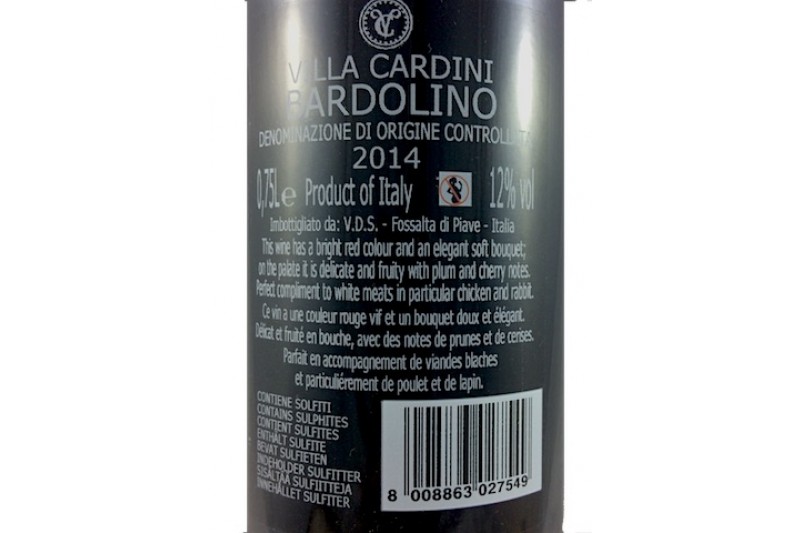 VC
VILLA CARDINI
BARDOLINO
DENOMINAZIONE DI ORIGINE CONTROLLATA
2014
0,75L e Product of Italy 12% vol
Imbottigliato da: V.D.S. - Fossalta di Piave - Italia
This wine has a bright red colour and an elegant soft bouquet;
on the palate it is delicate and fruity with plum and cherry notes.
Perfect compliment to white meats in particular chicken and rabbit.
Ce vin a une couleur rouge vif et un bouquet doux et élégant.
Délicat et fruité en bouche, avec des notes de prunes et de cerises.
Parfait en accompagnement de viandes blaches
et particuliérement de poulet et de lapin.
CONTIENE SOLFITI
CONTAINS SULPHITES
CONTIENT SULFITES
ENTHÄLT SULFITE
BEVAT SULFIETEN
INDEHOLDER SULFITTER
SISÄLTÄÄ SULFIITTEJA
INNEHÅLLET SULFITER
8 008863 027549